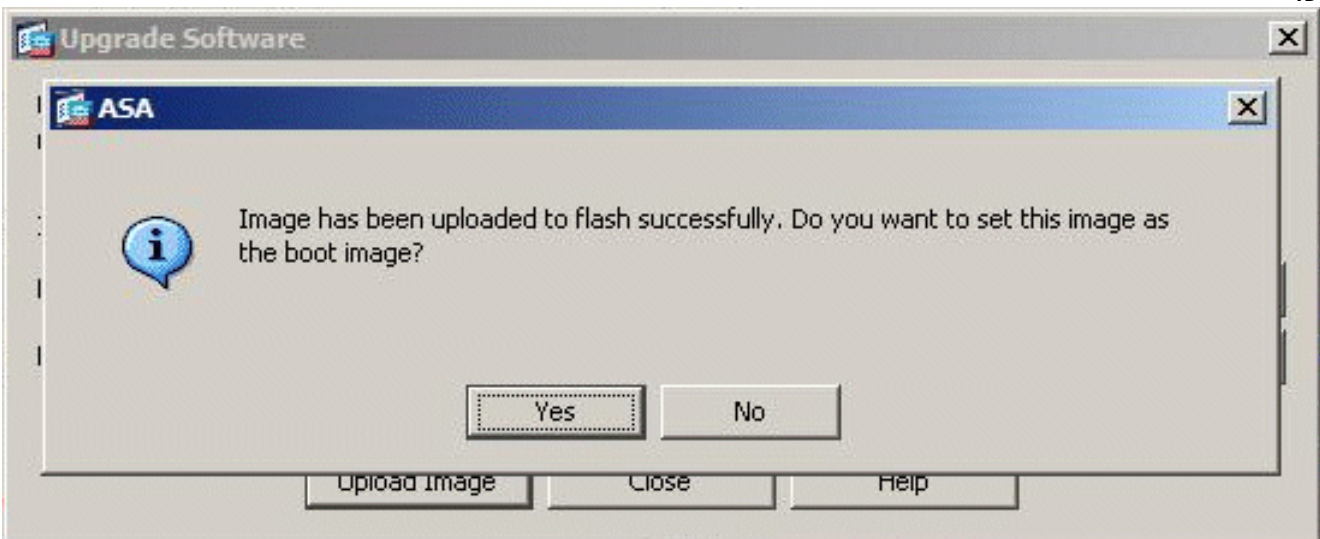 Upgrade Software
ASA
Image has been uploaded to flash successfully. Do you want to set this image as
the boot image?
Yes
No
Upload Image
Close
Help